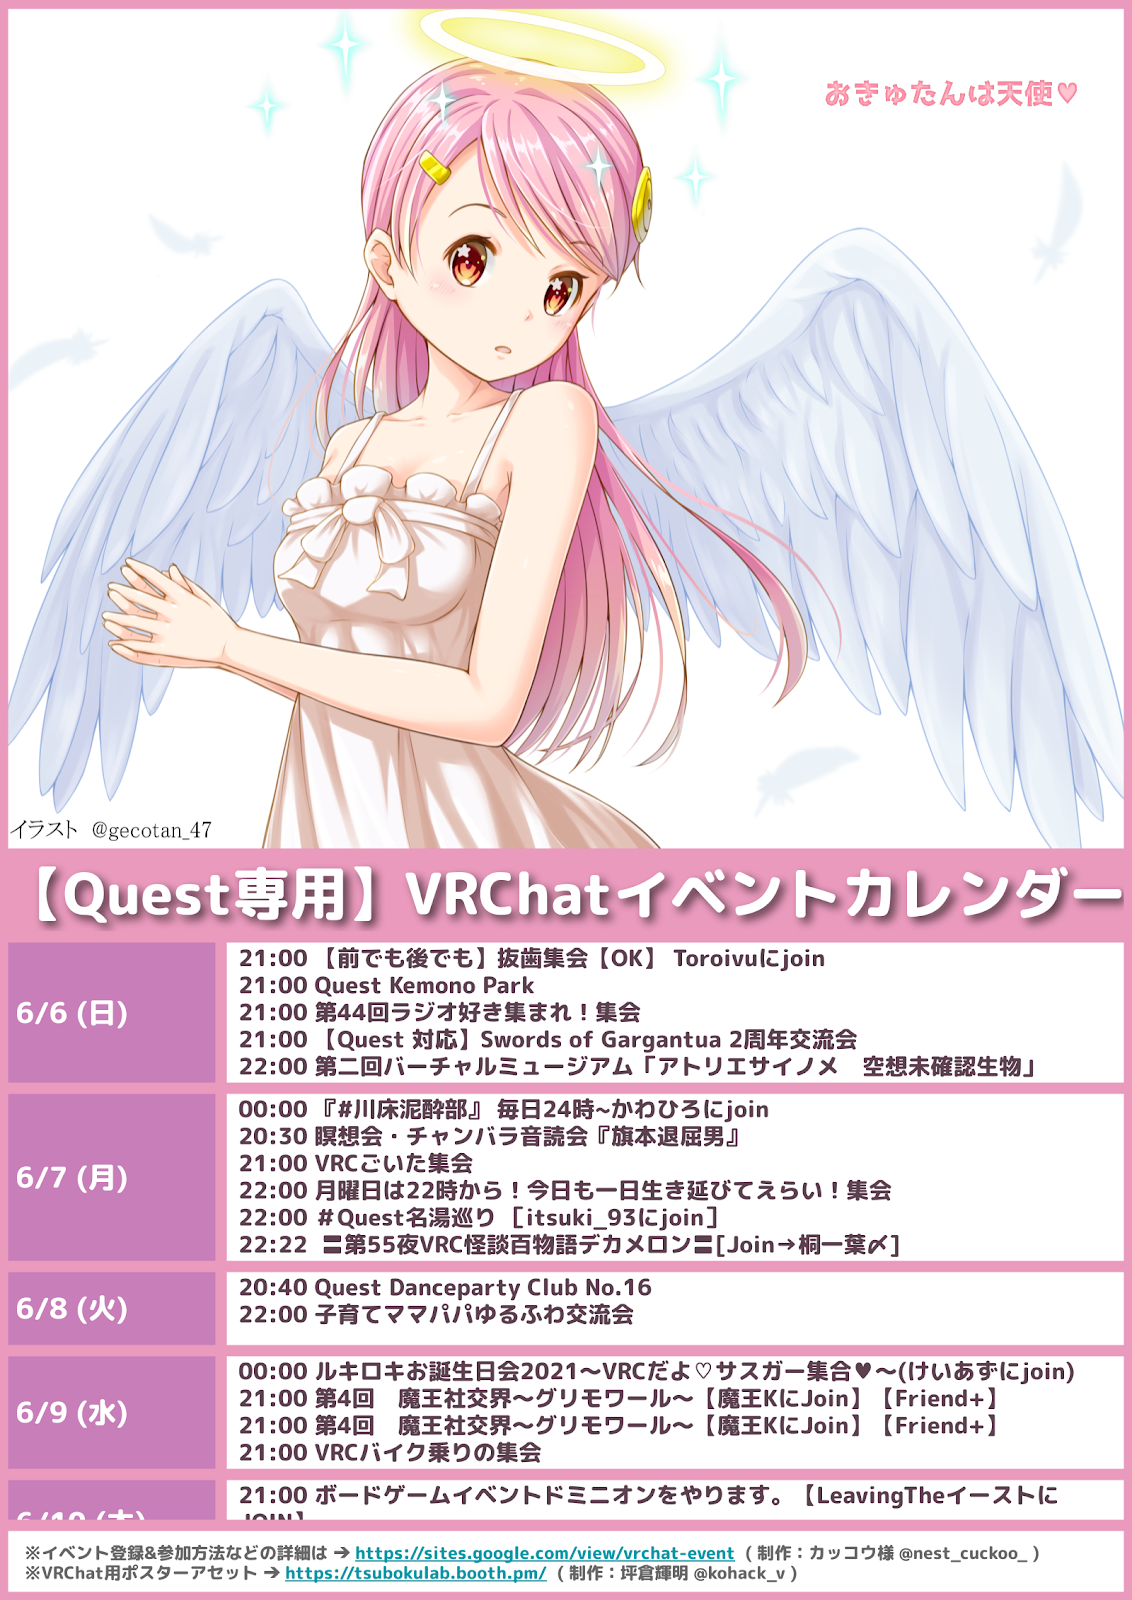 おきゅたんは天使♥
イラスト @gecotan_47
【Quest専用】VRChatイベントカレンダー
6/6 (日)
21:00 【前でも後でも】抜歯集会【OK】 Toroivuにjoin
21:00 Quest Kemono Park
21:00 第44回ラジオ好き集まれ！集会
21:00 【Quest 対応】Swords of Gargantua 2周年交流会
22:00 第二回バーチャルミュージアム「アトリエサイノメ　空想未確認生物」
6/7 (月)
00:00 『#川床泥酔部』 毎日24時~かわひろにjoin
20:30 瞑想会・チャンバラ音読会『旗本退屈男』
21:00 VRCごいた集会
22:00 月曜日は22時から！今日も一日生き延びてえらい！集会
22:00 ＃Quest名湯巡り ［itsuki_93にjoin］
22:22 〓第55夜VRC怪談百物語デカメロン〓[Join→桐一葉〆]
6/8 (火)
20:40 Quest Danceparty Club No.16
22:00 子育てママパパゆるふわ交流会
6/9 (水)
00:00 ルキロキお誕生日会2021～VRCだよ♡サスガー集合♥～(けいあずにjoin)
21:00 第4回　魔王社交界～グリモワール～【魔王KにJoin】【Friend+】
21:00 第4回　魔王社交界～グリモワール～【魔王KにJoin】【Friend+】
21:00 VRCバイク乗りの集会
6/10 (木)
21:00 ボードゲームイベントドミニオンをやります。【LeavingTheイーストに
JOIN】
※イベント登録&参加方法などの詳細は → https://sites.google.com/view/vrchat-event ( 制作：カッコウ様 @nest_cuckoo_ )
※VRChat用ポスターアセット → https://tsubokulab.booth.pm/ ( 制作：坪倉輝明 @kohack_v )